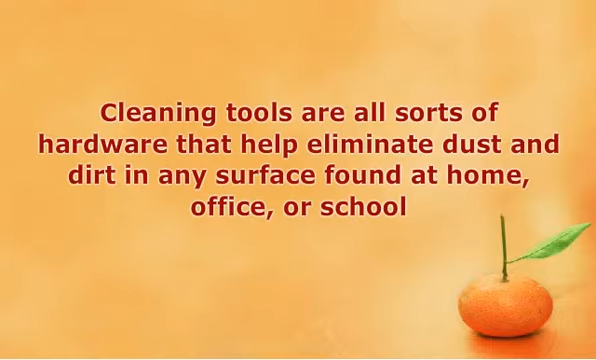 Cleaning tools are all sorts of
hardware that help eliminate dust and
dirt in any surface found at home,
office, or school